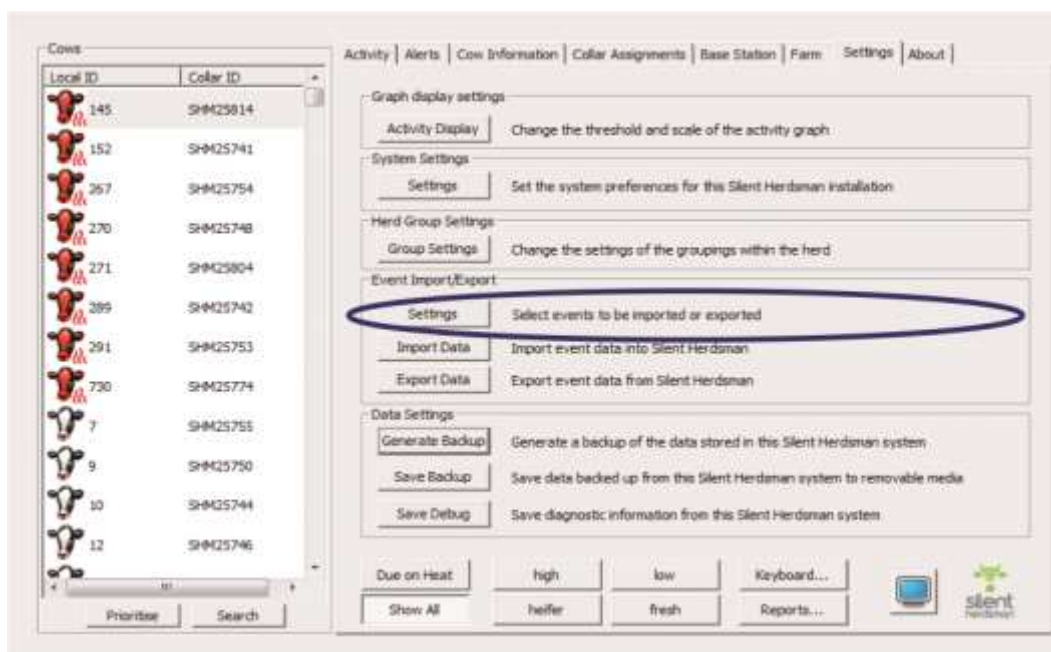 Cows
Local ID Collar ID
145 SHM25814
152 SHM25741
267 SHM25754
270 SHM25748
271 SHM25804
289 SHM25742
291 SHM25753
730 SHM25774
7 SHM25755
9 SHM25750
10 SHM25744
12 SHM25746
Prioritise Search
Activity Alerts Cow Information Collar Assignments Base Station Farm Settings About
Graph display settings
Activity Display Change the threshold and scale of the activity graph
System Settings
Settings Set the system preferences for this Silent Herdsman installation
Herd Group Settings
Group Settings Change the settings of the groupings within the herd
Event Import/Export
Settings Select events to be imported or exported
Import Data Import event data into Silent Herdsman
Export Data Export event data from Silent Herdsman
Data Settings
Generate Backup Generate a backup of the data stored in this Silent Herdsman system
Save Backup Save data backed up from this Silent Herdsman system to removable media
Save Debug Save diagnostic information from this Silent Herdsman system
Due on Heat high low Keyboard...
Show All heifer fresh Reports...
silent
herdsman